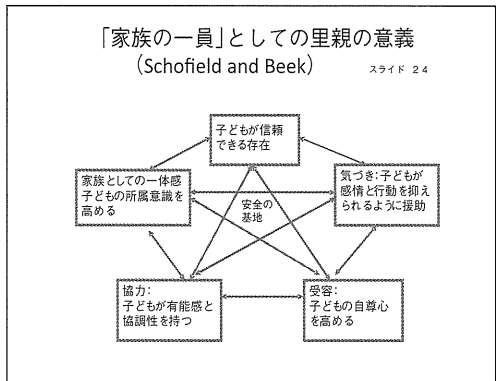 「家族の一員」としての里親の意義
(Schofield and Beek)
スライド 24
子どもが信頼
できる存在
家族としての一体感
子どもの所属意識を
高める
気づき:子どもが
感情と行動を抑え
られるように援助
安全の
基地
協力:
子どもが有能感と
協調性を持つ
受容:
子どもの自尊心
を高める